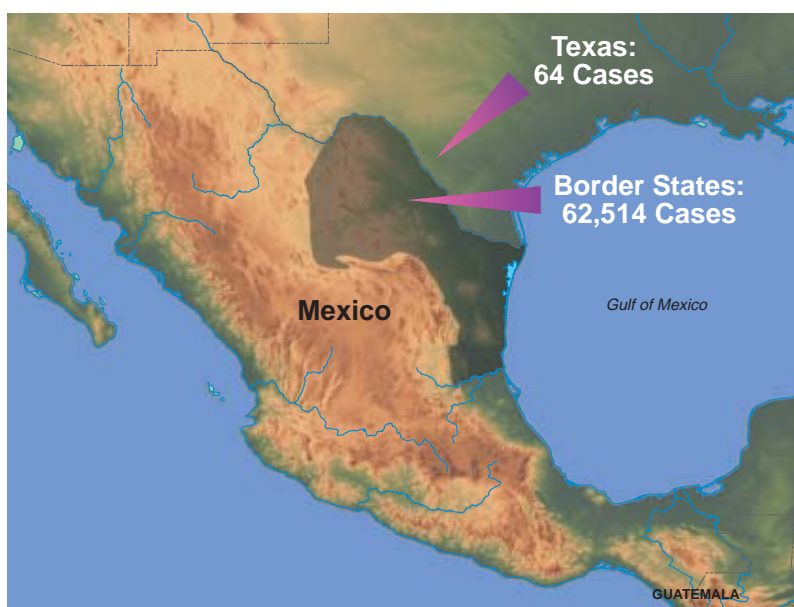 Texas:
64 Cases
Border States:
62,514 Cases
Mexico
Gulf of Mexico
GUATEMALA